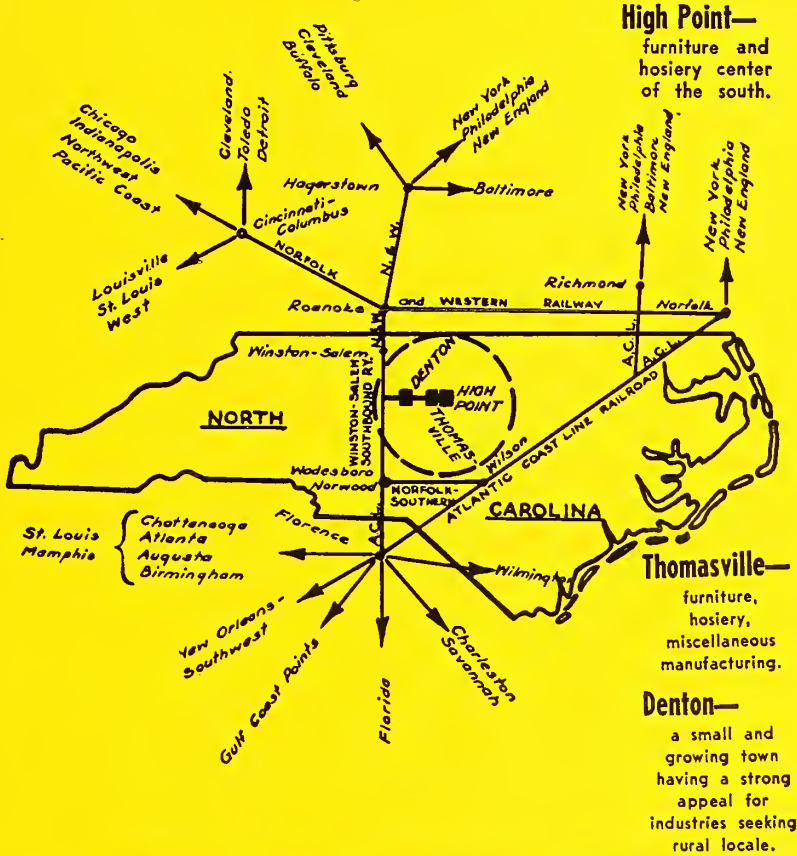 High Point—
furniture and
hosiery center
of the south.
Pittsburg
Cleveland
Buffalo
New York
Philadelphia
New England
Cleveland.
Toledo
Detroit
Chicago
Indianapolis
Northwest
Pacific Coast
Hagerstown
Baltimore
New York
Philadelphia
Baltimore
New England
New York
Philadelphia
New England
Cincinnati-
Columbus
NORFOLK
N. & W.
Louisville
St. Louis
West
Richmond
Roanoke
and WESTERN RAILWAY
Norfolk
N. & W.
A.C.L.
A.C.L.
Winston-Salem
WINSTON-SALEM
SOUTHBOUND RY.
DENTON
HIGH
POINT
THOMAS
VILLE
NORTH
Wadesboro
Norwood
NORFOLK-
SOUTHERN
Wilson
ATLANTIC COAST LINE RAILROAD
CAROLINA
A.C.L.
Florence
St. Louis
Memphis
Chattanooga
Atlanta
Augusta
Birmingham
Wilmington
New Orleans-
Southwest
Gulf Coast Points
Florida
Charleston
Savannah
Thomasville—
furniture,
hosiery,
miscellaneous
manufacturing.
Denton—
a small and
growing town
having a strong
appeal for
industries seeking
rural locale.